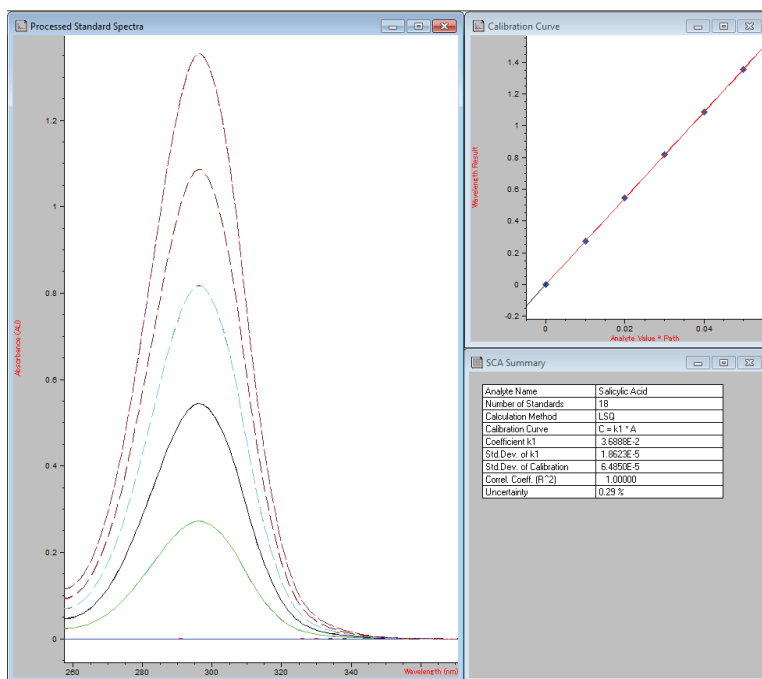 Processed Standard Spectra
Absorbance (AU)
1.2
1
0.8
0.6
0.4
0.2
0
260 280 300 320 340
Wavelength (nm)
Calibration Curve
Wavelength Result
1.4
1.2
1
0.8
0.6
0.4
0.2
0
-0.2
0 0.02 0.04
Analyte Value * Path
SCA Summary
Analyte Name Salicylic Acid
Number of Standards 18
Calculation Method LSQ
Calibration Curve C = k1 * A
Coefficient k1 3.6888E-2
Std.Dev. of k1 1.8623E-5
Std.Dev. of Calibration 6.4850E-5
Correl. Coeff. (R^2) 1.00000
Uncertainty 0.29 %